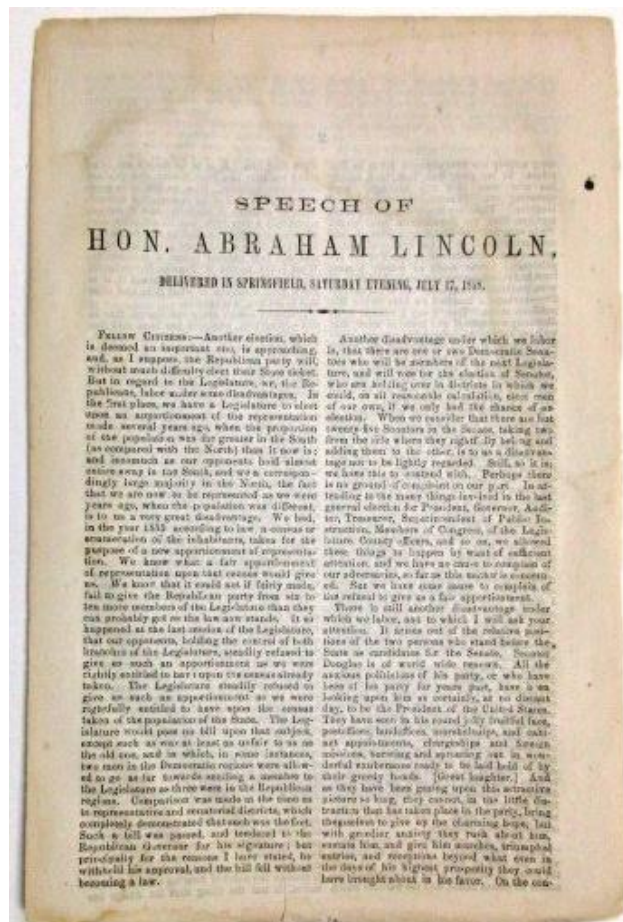 SPEECH OF
HON. ABRAHAM LINCOLN,
DELIVERED IN SPRINGFIELD, SATURDAY EVENING, JULY 17, 1858.
FELLOW CITIZENS:—Another election, which
is deemed an important one, is approaching,
and, as I suppose, the Republican party will,
without much difficulty elect their State ticket.
But in regard to the Legislature, we, the Re-
publicans, labor under some disadvantages. In
the first place, we have a Legislature to elect
upon an apportionment of the representation
made several years ago, when the proportion
of the population was far greater in the South
(as compared with the North) than it now is;
and inasmuch as our opponents hold almost
entire sway in the South, and we a correspon-
dingly large majority in the North, the fact
that we are now to be represented as we were
years ago, when the population was different,
is to us a very great disadvantage. We had,
in the year 1855 according to law a census or
enumeration of the inhabitants, taken for the
purpose of a new apportionment of representa-
tion. We know what a fair apportionment
of representation upon that census would give
us. We know that it could not if fairly made,
fail to give the Republican party from six to
ten more members of the Legislature than they
can probably get as the law now stands. It so
happened at the last session of the Legislature,
that our opponents, holding the control of both
branches of the Legislature, steadily refused to
give us such an apportionment as we were
rightly entitled to have upon the census already
taken. The Legislature steadily refused to
give us such an apportionment as we were
rightfully entitled to have upon the census
taken of the population of the State. The Leg-
islature would pass no bill upon that subject,
except such as was at least as unfair to us as
the old one, and in which, in some instances,
two men in the Democratic regions were allow-
ed to go as far towards sending a member to
the Legislature as three were in the Republican
regions. Comparison was made at the time as
to representative and senatorial districts, which
completely demonstrated that such was the fact.
Such a bill was passed, and tendered to the
Republican Governor for his signature; but
principally for the reasons I have stated, he
withheld his approval, and the bill fell without
becoming a law.
Another disadvantage under which we labor
is, that there are one or two Democratic Sena-
tors who will be members of the next Legisla-
ture, and will vote for the election of Senator,
who are holding over in districts in which we
could, on all reasonable calculation, elect men
of our own, if we only had the chance of an
election. When we consider that there are but
twenty-five Senators in the Senate, taking two
from the side where they rightfully belong and
adding them to the other, is to us a disadvan-
tage not to be lightly regarded. Still, so it is;
we have this to contend with. Perhaps there
is no ground of complaint on our part. In at-
tending to the many things involved in the last
general election for President, Governor, Audi-
tor, Treasurer, Superintendent of Public In-
struction, Members of Congress, of the Legis-
lature County officers, and so on, we allowed
these things to happen by want of sufficient
attention, and we have no cause to complain of
our adversaries, so far as this matter is concern-
ed. But we have some cause to complain of
the refusal to give us a fair apportionment.
There is still another disadvantage under
which we labor, and to which I will ask your
attention. It arises out of the relative posi-
tions of the two persons who stand before the
State as candidates for the Senate. Senator
Douglas is of world wide renown. All the
anxious politicians of his party, or who have
been of his party for years past, have been
looking upon him as certainly, at no distant
day, to be the President of the United States.
They have seen in his round jolly fruitful face,
postoffices, landoffices, marshalships, and cabi-
net appointments, chargeships and foreign
missions, bursting and sprouting out in won-
derful exuberance ready to be laid hold of by
their greedy hands. [Great laughter.] And
as they have been gazing upon this attractive
picture so long, they cannot, in the little dis-
traction that has taken place in the party, bring
themselves to give up the charming hope, but
with greedier anxiety they rush about him,
sustain him, and give him marches, triumphal
entries, and receptions beyond what even in
the days of his highest prosperity they could
have brought about in his favor. On the con-